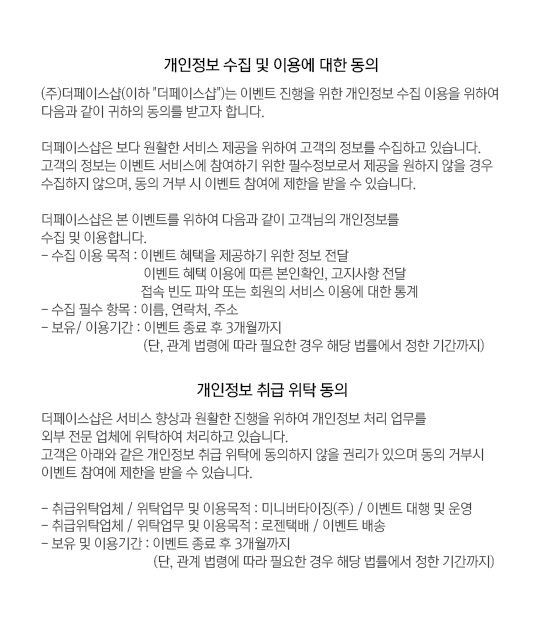 개인정보 수집 및 이용에 대한 동의
(주)더페이스샵(이하 "더페이스샵")는 이벤트 진행을 위한 개인정보 수집 이용을 위하여
다음과 같이 귀하의 동의를 받고자 합니다.
더페이스샵은 보다 원활한 서비스 제공을 위하여 고객의 정보를 수집하고 있습니다.
고객의 정보는 이벤트 서비스에 참여하기 위한 필수정보로서 제공을 원하지 않을 경우
수집하지 않으며, 동의 거부 시 이벤트 참여에 제한을 받을 수 있습니다.
더페이스샵은 본 이벤트를 위하여 다음과 같이 고객님의 개인정보를
수집 및 이용합니다.
- 수집 이용 목적 : 이벤트 혜택을 제공하기 위한 정보 전달
이벤트 혜택 이용에 따른 본인확인, 고지사항 전달
접속 빈도 파악 또는 회원의 서비스 이용에 대한 통계
- 수집 필수 항목 : 이름, 연락처, 주소
- 보유/ 이용기간 : 이벤트 종료 후 3개월까지
(단, 관계 법령에 따라 필요한 경우 해당 법률에서 정한 기간까지)
개인정보 취급 위탁 동의
더페이스샵은 서비스 향상과 원활한 진행을 위하여 개인정보 처리 업무를
외부 전문 업체에 위탁하여 처리하고 있습니다.
고객은 아래와 같은 개인정보 취급 위탁에 동의하지 않을 권리가 있으며 동의 거부시
이벤트 참여에 제한을 받을 수 있습니다.
- 취급위탁업체 / 위탁업무 및 이용목적 : 미니버타이징(주) / 이벤트 대행 및 운영
- 취급위탁업체 / 위탁업무 및 이용목적 : 로젠택배 / 이벤트 배송
- 보유 및 이용기간 : 이벤트 종료 후 3개월까지
(단, 관계 법령에 따라 필요한 경우 해당 법률에서 정한 기간까지)